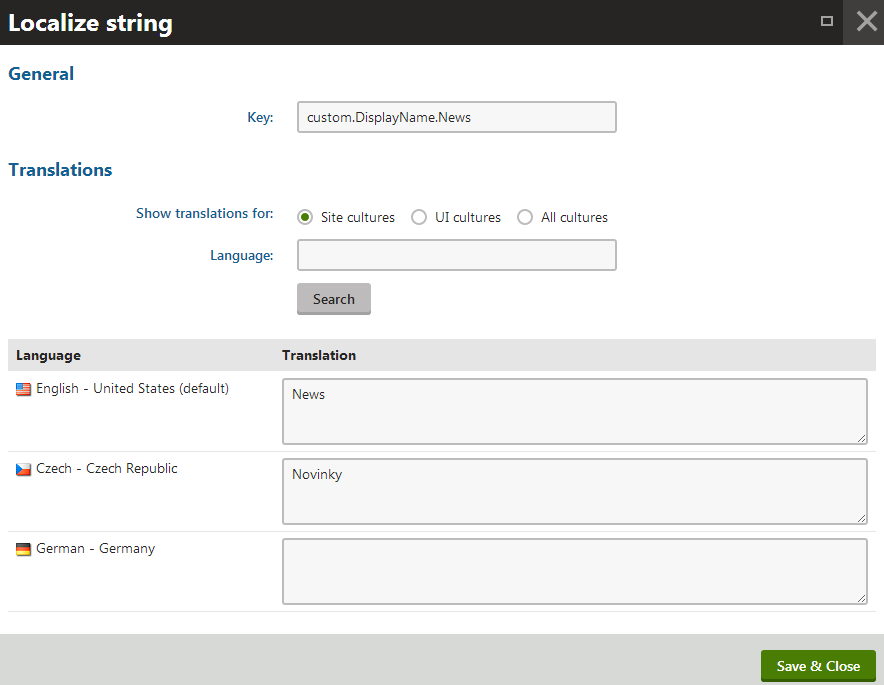 Localize string
General
Key: custom.DisplayName.News
Translations
Show translations for: Site cultures UI cultures All cultures
Language:
Search
Language Translation
English - United States (default) News
Czech - Czech Republic Novinky
German - Germany
Save & Close